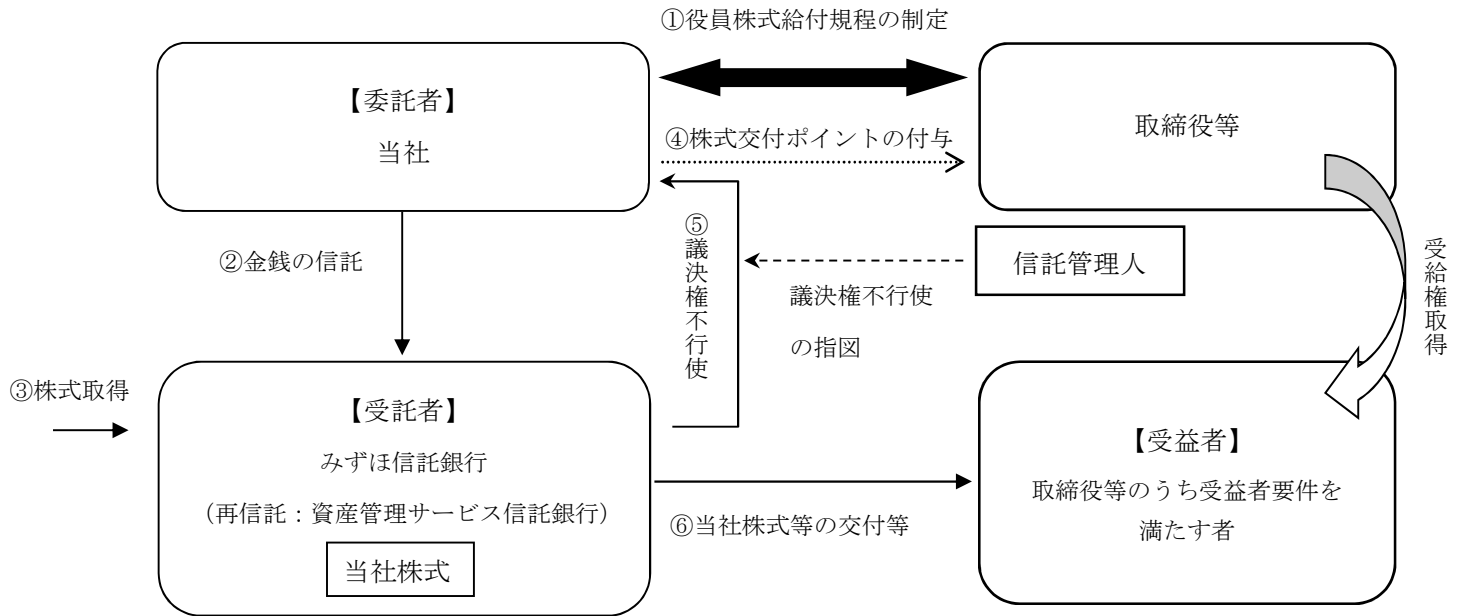 ①役員株式給付規程の制定
【委託者】
当社
取締役等
④株式交付ポイントの付与
②金銭の信託
⑤議決権不行使
信託管理人
議決権不行使
の指図
受給権取得
③株式取得
【受託者】
みずほ信託銀行
（再信託：資産管理サービス信託銀行）
当社株式
⑥当社株式等の交付等
【受益者】
取締役等のうち受益者要件を
満たす者